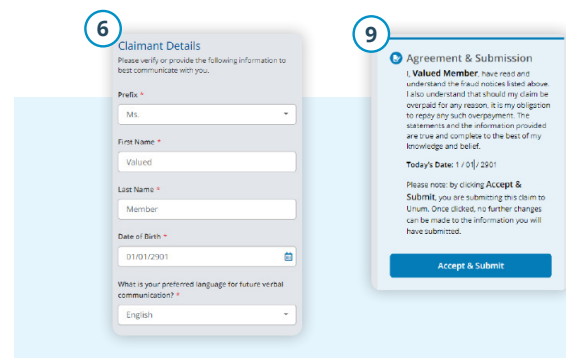 6
Claimant Details
Please verify or provide the following information to
best communicate with you.
Prefix *
Ms.
First Name *
Valued
Last Name *
Member
Date of Birth *
01/01/2901
What is your preferred language for future verbal
communication? *
English
9
Agreement & Submission
I, Valued Member, have read and
understand the fraud notices listed above.
I also understand that should my claim be
overpaid for any reason, it is my obligation
to repay any such overpayment. The
statements and the information provided
are true and complete to the best of my
knowledge and belief.
Today's Date: 1 / 01 / 2901
Please note: by clicking Accept &
Submit, you are submitting this claim to
Unum. Once clicked, no further changes
can be made to the information you will
have submitted.
Accept & Submit